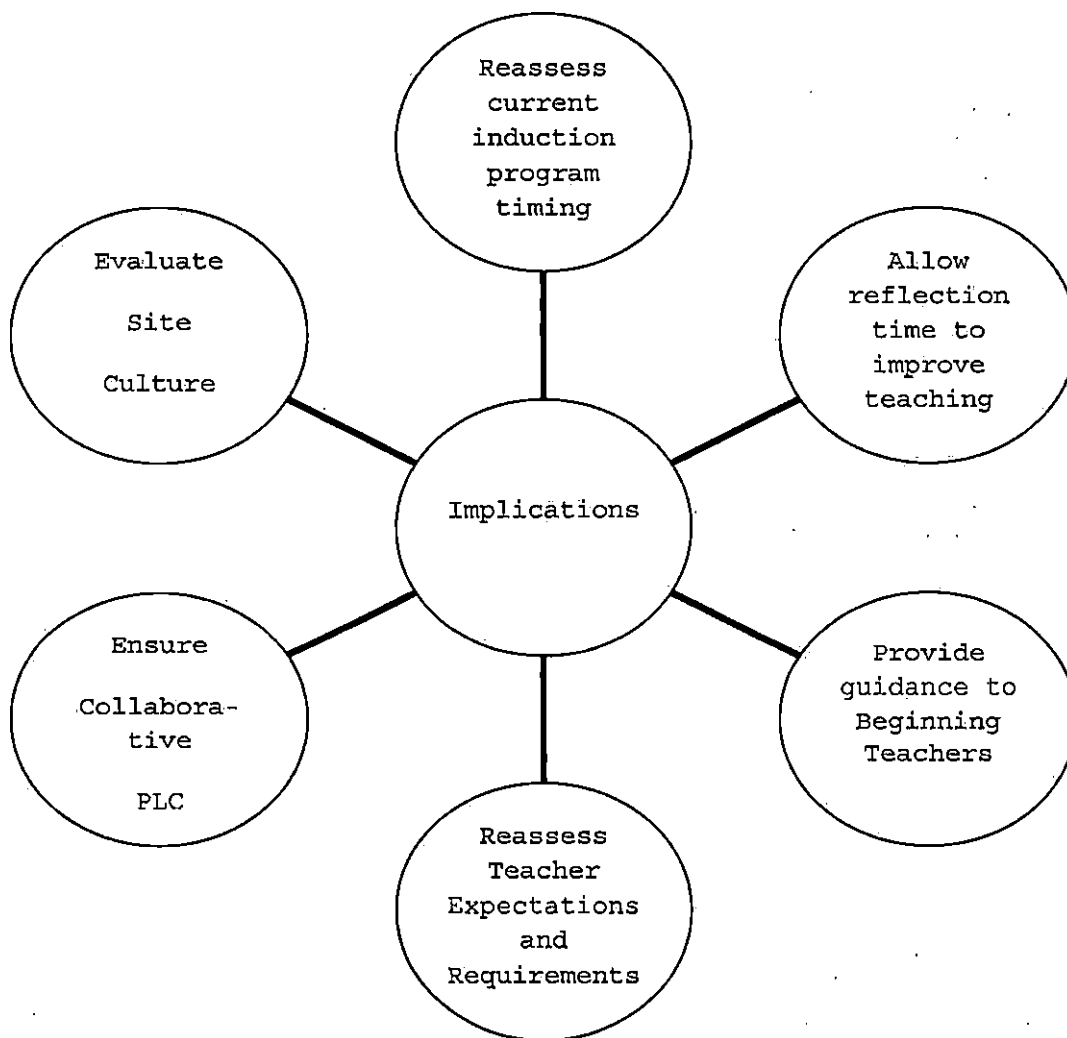 Reassess
current
induction
program
timing
Evaluate
Site
Culture
Allow
reflection
time to
improve
teaching
Implications
Ensure
Collabora-
tive
PLC
Provide
guidance to
Beginning
Teachers
Reassess
Teacher
Expectations
and
Requirements